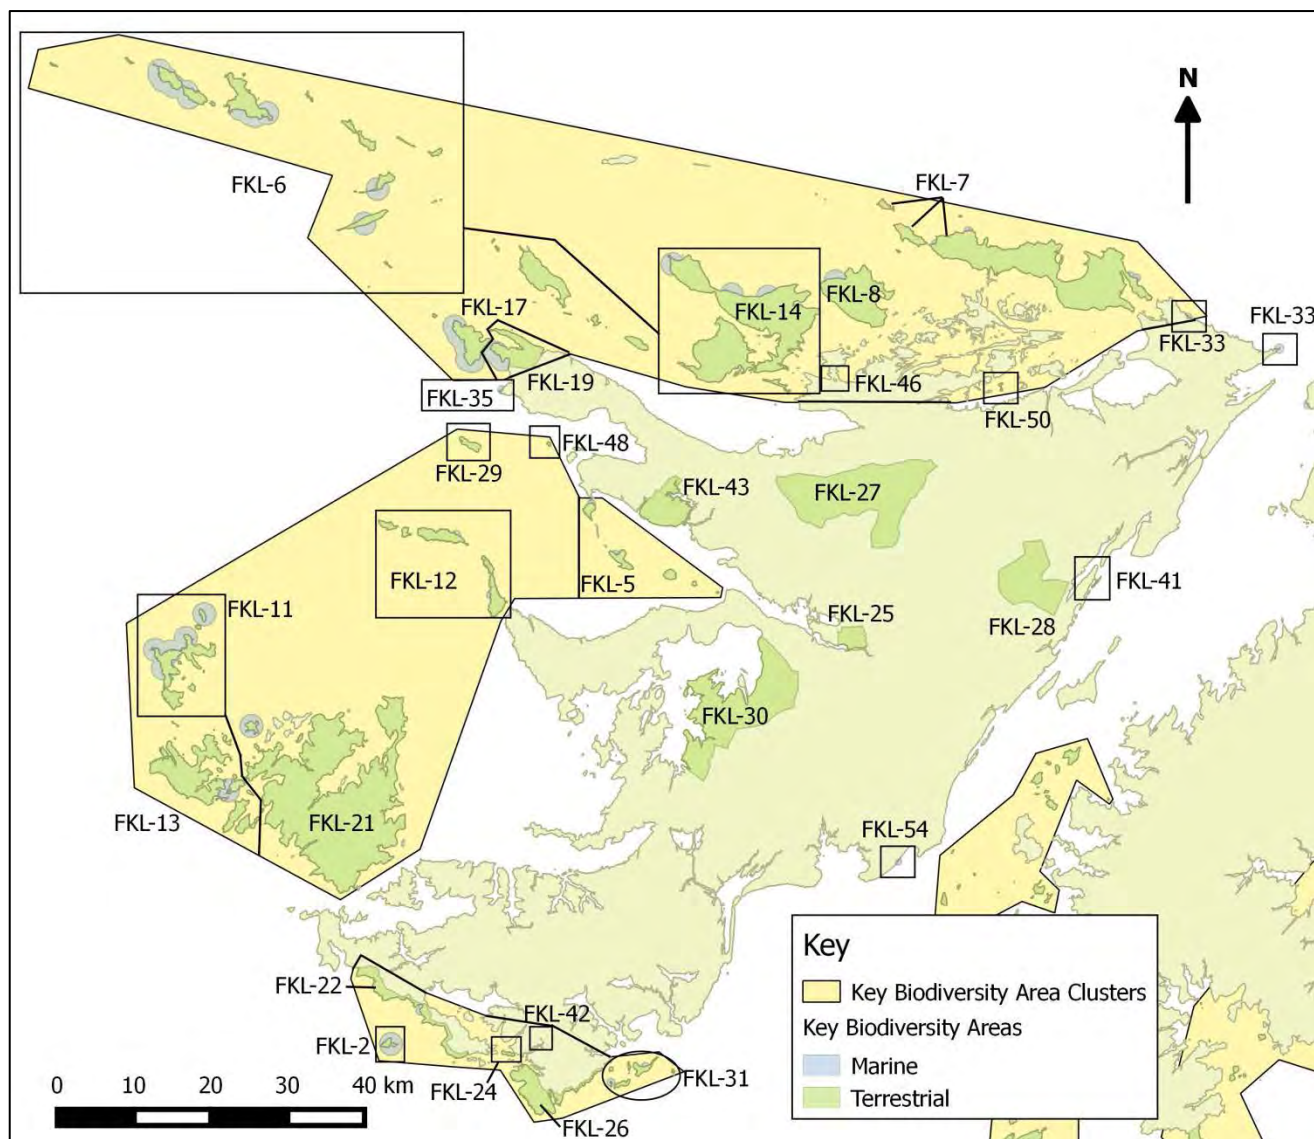 N
FKL-6
FKL-7
FKL-17
FKL-14
FKL-8
FKL-33
FKL-33
FKL-19
FKL-46
FKL-35
FKL-50
FKL-48
FKL-29
FKL-43
FKL-27
FKL-12
FKL-5
FKL-41
FKL-11
FKL-25
FKL-28
FKL-30
FKL-13
FKL-21
FKL-54
FKL-22
FKL-42
FKL-2
FKL-24
FKL-31
FKL-26
0 10 20 30 40 km
Key
Key Biodiversity Area Clusters
Key Biodiversity Areas
Marine
Terrestrial